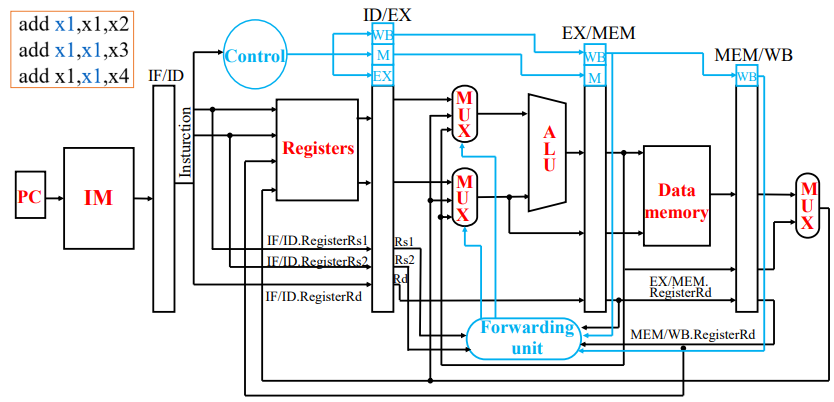 add x1,x1,x2
add x1,x1,x3
add x1,x1,x4
ID/EX
EX/MEM
MEM/WB
IF/ID
Control
WB
M
EX
WB
M
WB
Insturction
PC
IM
Registers
MUX
MUX
ALU
Data
memory
MUX
IF/ID.RegisterRs1
IF/ID.RegisterRs2
IF/ID.RegisterRd
Rs1
Rs2
Rd
EX/MEM.
RegisterRd
MEM/WB.RegisterRd
Forwarding
unit